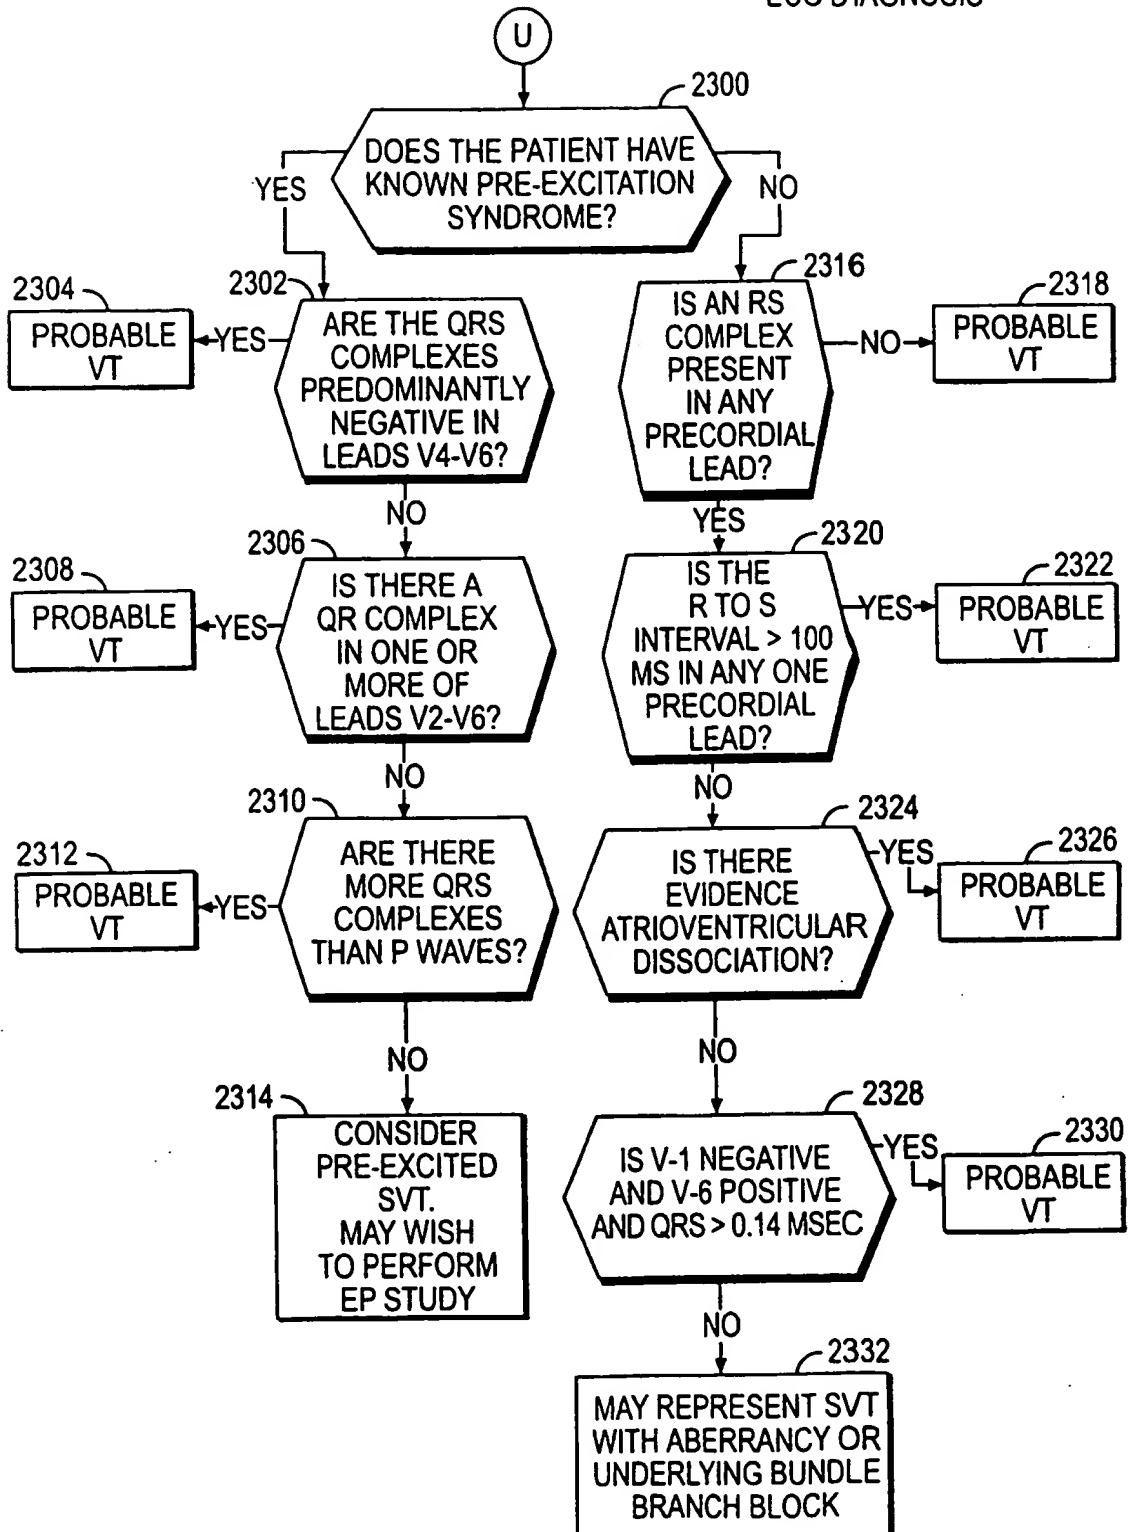 U
2300
DOES THE PATIENT HAVE
KNOWN PRE-EXCITATION
SYNDROME?
YES
NO
2302
ARE THE QRS
COMPLEXES
PREDOMINANTLY
NEGATIVE IN
LEADS V4-V6?
YES
2304
PROBABLE
VT
NO
2306
IS THERE A
QR COMPLEX
IN ONE OR
MORE OF
LEADS V2-V6?
YES
2308
PROBABLE
VT
NO
2310
ARE THERE
MORE QRS
COMPLEXES
THAN P WAVES?
YES
2312
PROBABLE
VT
NO
2314
CONSIDER
PRE-EXCITED
SVT.
MAY WISH
TO PERFORM
EP STUDY
2316
IS AN RS
COMPLEX
PRESENT
IN ANY
PRECORDIAL
LEAD?
NO
2318
PROBABLE
VT
YES
2320
IS THE
R TO S
INTERVAL > 100
MS IN ANY ONE
PRECORDIAL
LEAD?
YES
2322
PROBABLE
VT
NO
2324
IS THERE
EVIDENCE
ATRIOVENTRICULAR
DISSOCIATION?
YES
2326
PROBABLE
VT
NO
2328
IS V-1 NEGATIVE
AND V-6 POSITIVE
AND QRS > 0.14 MSEC
YES
2330
PROBABLE
VT
NO
2332
MAY REPRESENT SVT
WITH ABERRANCY OR
UNDERLYING BUNDLE
BRANCH BLOCK